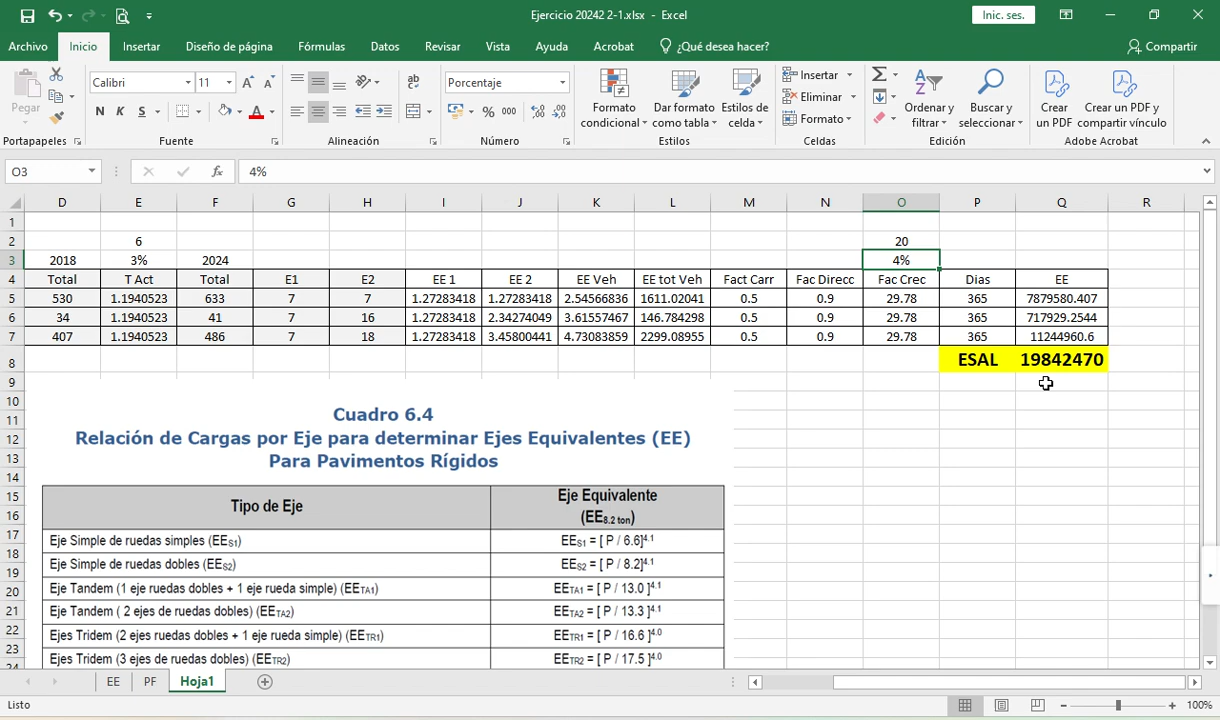 Ejercicio 20242 2-1.xlsx - Excel
Inic. ses.
Archivo Inicio Insertar Diseño de página Fórmulas Datos Revisar Vista Ayuda Acrobat ¿Qué desea hacer? Compartir
Pegar
Calibri 11
N K S
ab
Porcentaje
% 000
Formato condicional
Dar formato como tabla
Estilos de celda
Insertar
Eliminar
Formato
Ordenar y filtrar
Buscar y seleccionar
Crear un PDF
Crear un PDF y compartir vínculo
Portapapeles Fuente Alineación Número Estilos Celdas Edición Adobe Acrobat
O3 fx 4%
D E F G H I J K L M N O P Q R
1
2 6 20
3 2018 3% 2024 4%
4 Total T Act Total E1 E2 EE 1 EE 2 EE Veh EE tot Veh Fact Carr Fac Direcc Fac Crec Dias EE
5 530 1.1940523 633 7 7 1.27283418 1.27283418 2.54566836 1611.02041 0.5 0.9 29.78 365 7879580.407
6 34 1.1940523 41 7 16 1.27283418 2.34274049 3.61557467 146.784298 0.5 0.9 29.78 365 717929.2544
7 407 1.1940523 486 7 18 1.27283418 3.45800441 4.73083859 2299.08955 0.5 0.9 29.78 365 11244960.6
8 ESAL 19842470
9
10
11
12
13
14
15
16
17
18
19
20
21
22
23
24
Cuadro 6.4
Relación de Cargas por Eje para determinar Ejes Equivalentes (EE)
Para Pavimentos Rígidos
Tipo de Eje Eje Equivalente
(EE8.2 ton)
Eje Simple de ruedas simples (EES1) EES1 = [ P / 6.6]4.1
Eje Simple de ruedas dobles (EES2) EES2 = [ P / 8.2]4.1
Eje Tandem (1 eje ruedas dobles + 1 eje rueda simple) (EETA1) EETA1 = [ P / 13.0 ]4.1
Eje Tandem ( 2 ejes de ruedas dobles) (EETA2) EETA2 = [ P / 13.3 ]4.1
Ejes Tridem (2 ejes ruedas dobles + 1 eje rueda simple) (EETR1) EETR1 = [ P / 16.6 ]4.0
Ejes Tridem (3 ejes de ruedas dobles) (EETR2) EETR2 = [ P / 17.5 ]4.0
EE PF Hoja1
Listo 100%